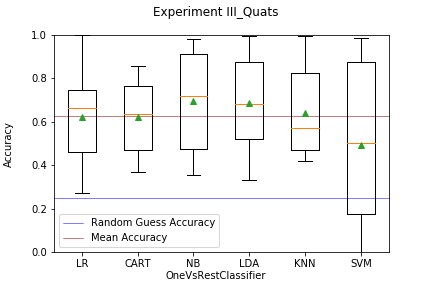 Experiment III_Quats
1.0
0.8
0.6
0.4
0.2
0.0
Accuracy
Random Guess Accuracy
Mean Accuracy
LR CART NB LDA KNN SVM
OneVsRestClassifier